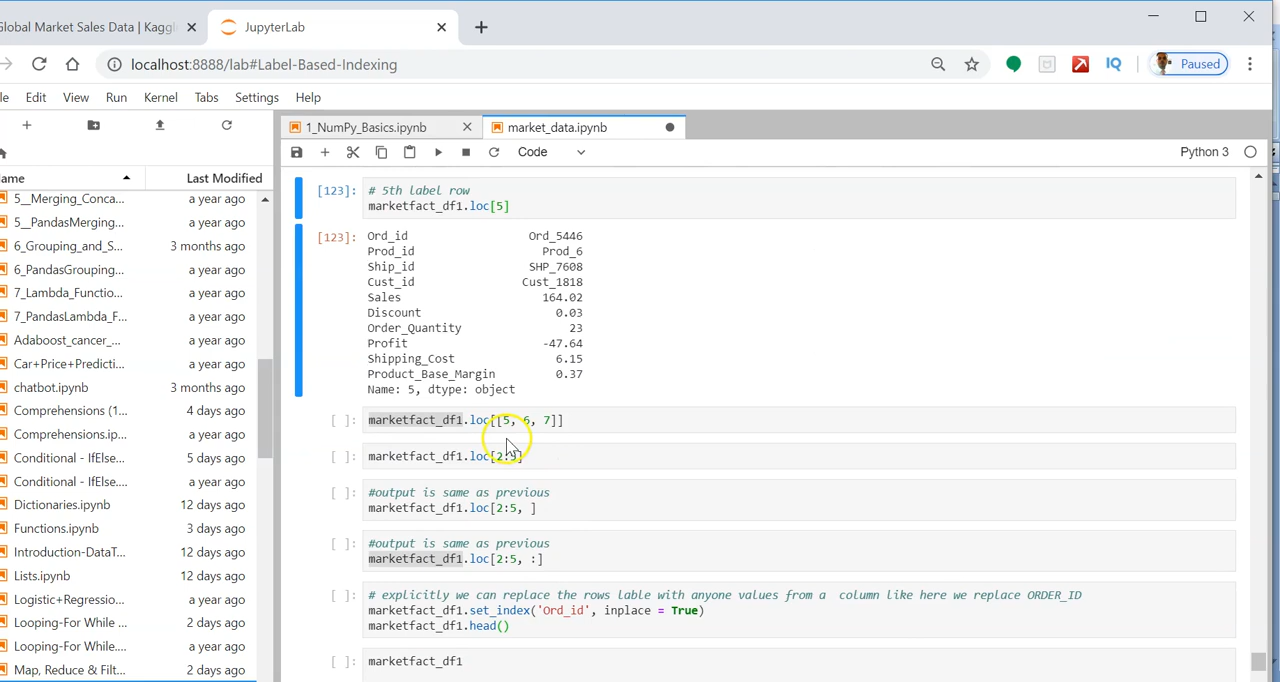 Global Market Sales Data | Kaggl
JupyterLab
localhost:8888/lab#Label-Based-Indexing
IQ
Paused
le Edit View Run Kernel Tabs Settings Help
1_NumPy_Basics.ipynb
market_data.ipynb
Code
Python 3
ame
Last Modified
5__Merging_Conca... a year ago
5__PandasMerging... a year ago
6_Grouping_and_S... 3 months ago
6_PandasGrouping... a year ago
7_Lambda_Functio... a year ago
7_PandasLambda_F... a year ago
Adaboost_cancer_... a year ago
Car+Price+Predicti... a year ago
chatbot.ipynb 3 months ago
Comprehensions (1... 4 days ago
Comprehensions.ip... a year ago
Conditional - IfElse.... 5 days ago
Conditional - IfElse.... a year ago
Dictionaries.ipynb 12 days ago
Functions.ipynb 3 days ago
Introduction-DataT... 12 days ago
Lists.ipynb 12 days ago
Logistic+Regressio... a year ago
Looping-For While ... 2 days ago
Looping-For While.... a year ago
Map, Reduce & Filt... 2 days ago
[123]: # 5th label row
marketfact_df1.loc[5]
[123]: Ord_id Ord_5446
Prod_id Prod_6
Ship_id SHP_7608
Cust_id Cust_1818
Sales 164.02
Discount 0.03
Order_Quantity 23
Profit -47.64
Shipping_Cost 6.15
Product_Base_Margin 0.37
Name: 5, dtype: object
[ ]: marketfact_df1.loc[[5, 6, 7]]
[ ]: marketfact_df1.loc[2:5]
[ ]: #output is same as previous
marketfact_df1.loc[2:5, ]
[ ]: #output is same as previous
marketfact_df1.loc[2:5, :]
[ ]: # explicitly we can replace the rows lable with anyone values from a  column like here we replace ORDER_ID
marketfact_df1.set_index('Ord_id', inplace = True)
marketfact_df1.head()
[ ]: marketfact_df1